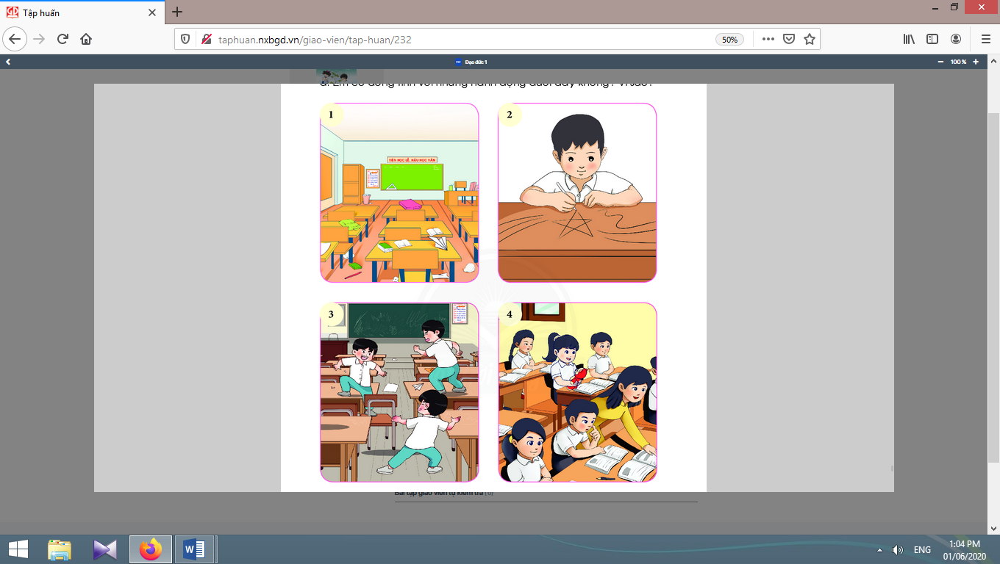 Tập huấn
taphuan.nxbgd.vn/giao-vien/tap-huan/232
50%
Đạo đức 1
100 %
a. Em có đồng tình với những hành động dưới đây không? Vì sao?
1
2
TIÊN HỌC LỄ, HẬU HỌC VĂN
3
4
Bài tập giáo viên tự kiểm tra (0)
ENG
1:04 PM
01/06/2020